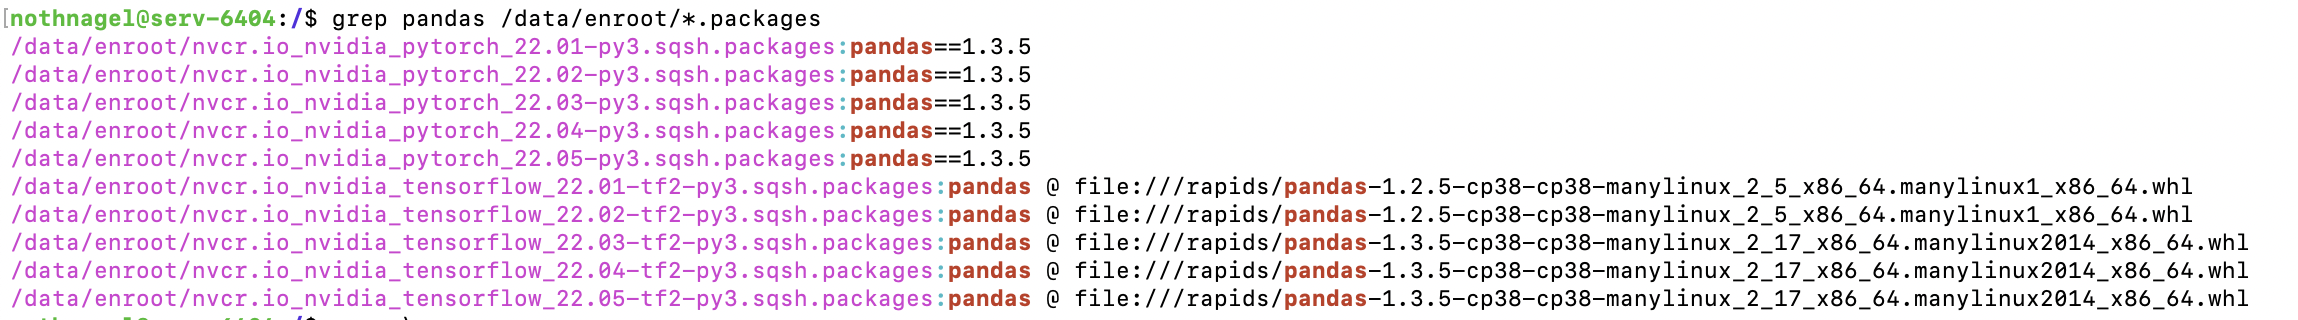 [nothnagel@serv-6404:/$ grep pandas /data/enroot/*.packages
/data/enroot/nvcr.io_nvidia_pytorch_22.01-py3.sqsh.packages:pandas==1.3.5
/data/enroot/nvcr.io_nvidia_pytorch_22.02-py3.sqsh.packages:pandas==1.3.5
/data/enroot/nvcr.io_nvidia_pytorch_22.03-py3.sqsh.packages:pandas==1.3.5
/data/enroot/nvcr.io_nvidia_pytorch_22.04-py3.sqsh.packages:pandas==1.3.5
/data/enroot/nvcr.io_nvidia_pytorch_22.05-py3.sqsh.packages:pandas==1.3.5
/data/enroot/nvcr.io_nvidia_tensorflow_22.01-tf2-py3.sqsh.packages:pandas @ file:///rapids/pandas-1.2.5-cp38-cp38-manylinux_2_5_x86_64.manylinux1_x86_64.whl
/data/enroot/nvcr.io_nvidia_tensorflow_22.02-tf2-py3.sqsh.packages:pandas @ file:///rapids/pandas-1.2.5-cp38-cp38-manylinux_2_5_x86_64.manylinux1_x86_64.whl
/data/enroot/nvcr.io_nvidia_tensorflow_22.03-tf2-py3.sqsh.packages:pandas @ file:///rapids/pandas-1.3.5-cp38-cp38-manylinux_2_17_x86_64.manylinux2014_x86_64.whl
/data/enroot/nvcr.io_nvidia_tensorflow_22.04-tf2-py3.sqsh.packages:pandas @ file:///rapids/pandas-1.3.5-cp38-cp38-manylinux_2_17_x86_64.manylinux2014_x86_64.whl
/data/enroot/nvcr.io_nvidia_tensorflow_22.05-tf2-py3.sqsh.packages:pandas @ file:///rapids/pandas-1.3.5-cp38-cp38-manylinux_2_17_x86_64.manylinux2014_x86_64.whl